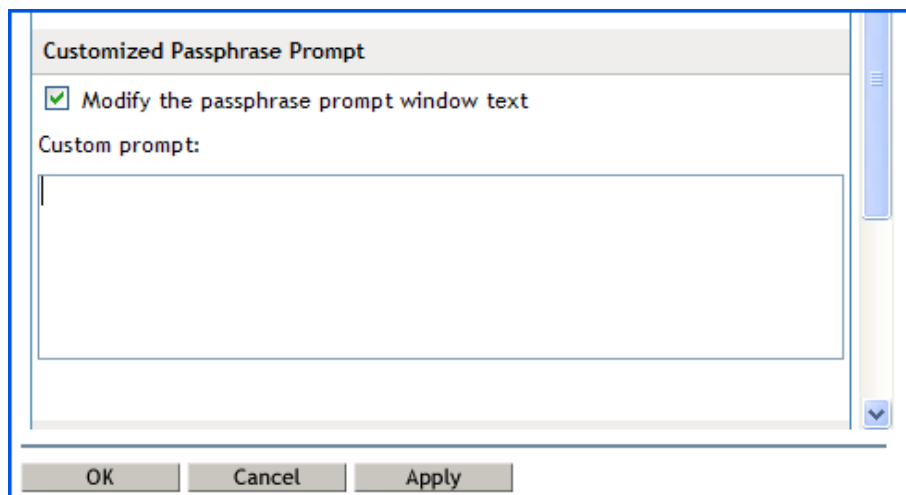 Customized Passphrase Prompt
Modify the passphrase prompt window text
Custom prompt:
OK Cancel Apply